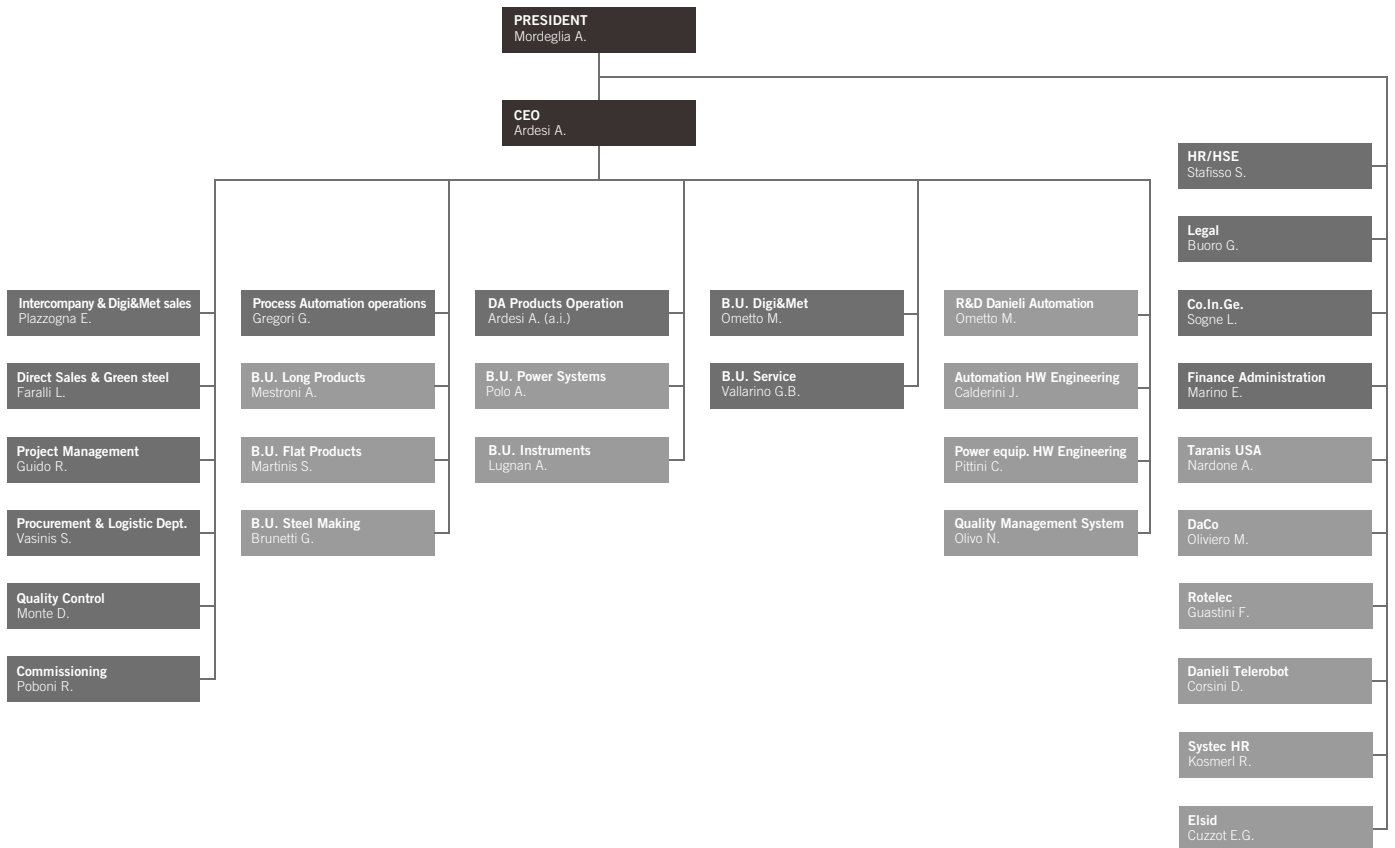 PRESIDENT
Mordeglia A.
CEO
Ardesi A.
Intercompany & Digi&Met sales
Plazzogna E.
Direct Sales & Green steel
Faralli L.
Project Management
Guido R.
Procurement & Logistic Dept.
Vasinis S.
Quality Control
Monte D.
Commissioning
Poboni R.
Process Automation operations
Gregori G.
B.U. Long Products
Mestroni A.
B.U. Flat Products
Martinis S.
B.U. Steel Making
Brunetti G.
DA Products Operation
Ardesi A. (a.i.)
B.U. Power Systems
Polo A.
B.U. Instruments
Lugnan A.
B.U. Digi&Met
Ometto M.
B.U. Service
Vallarino G.B.
R&D Danieli Automation
Ometto M.
Automation HW Engineering
Calderini J.
Power equip. HW Engineering
Pittini C.
Quality Management System
Olivo N.
HR/HSE
Stafisso S.
Legal
Buoro G.
Co.In.Ge.
Sogne L.
Finance Administration
Marino E.
Taranis USA
Nardone A.
DaCo
Oliviero M.
Rotelec
Guastini F.
Danieli Telerobot
Corsini D.
Systec HR
Kosmerl R.
Elsid
Cuzzot E.G.